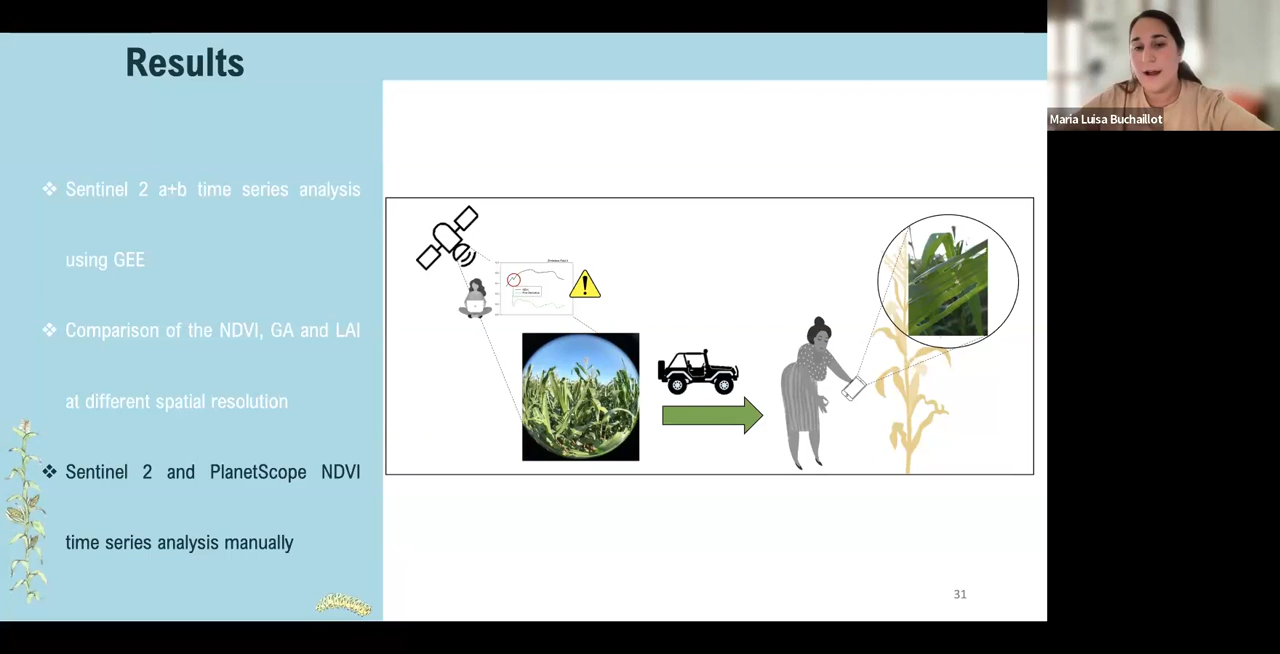 Results
María Luisa Buchaillot
❖ Sentinel 2 a+b time series analysis
using GEE
❖ Comparison of the NDVI, GA and LAI
at different spatial resolution
❖ Sentinel 2 and PlanetScope NDVI
time series analysis manually
31